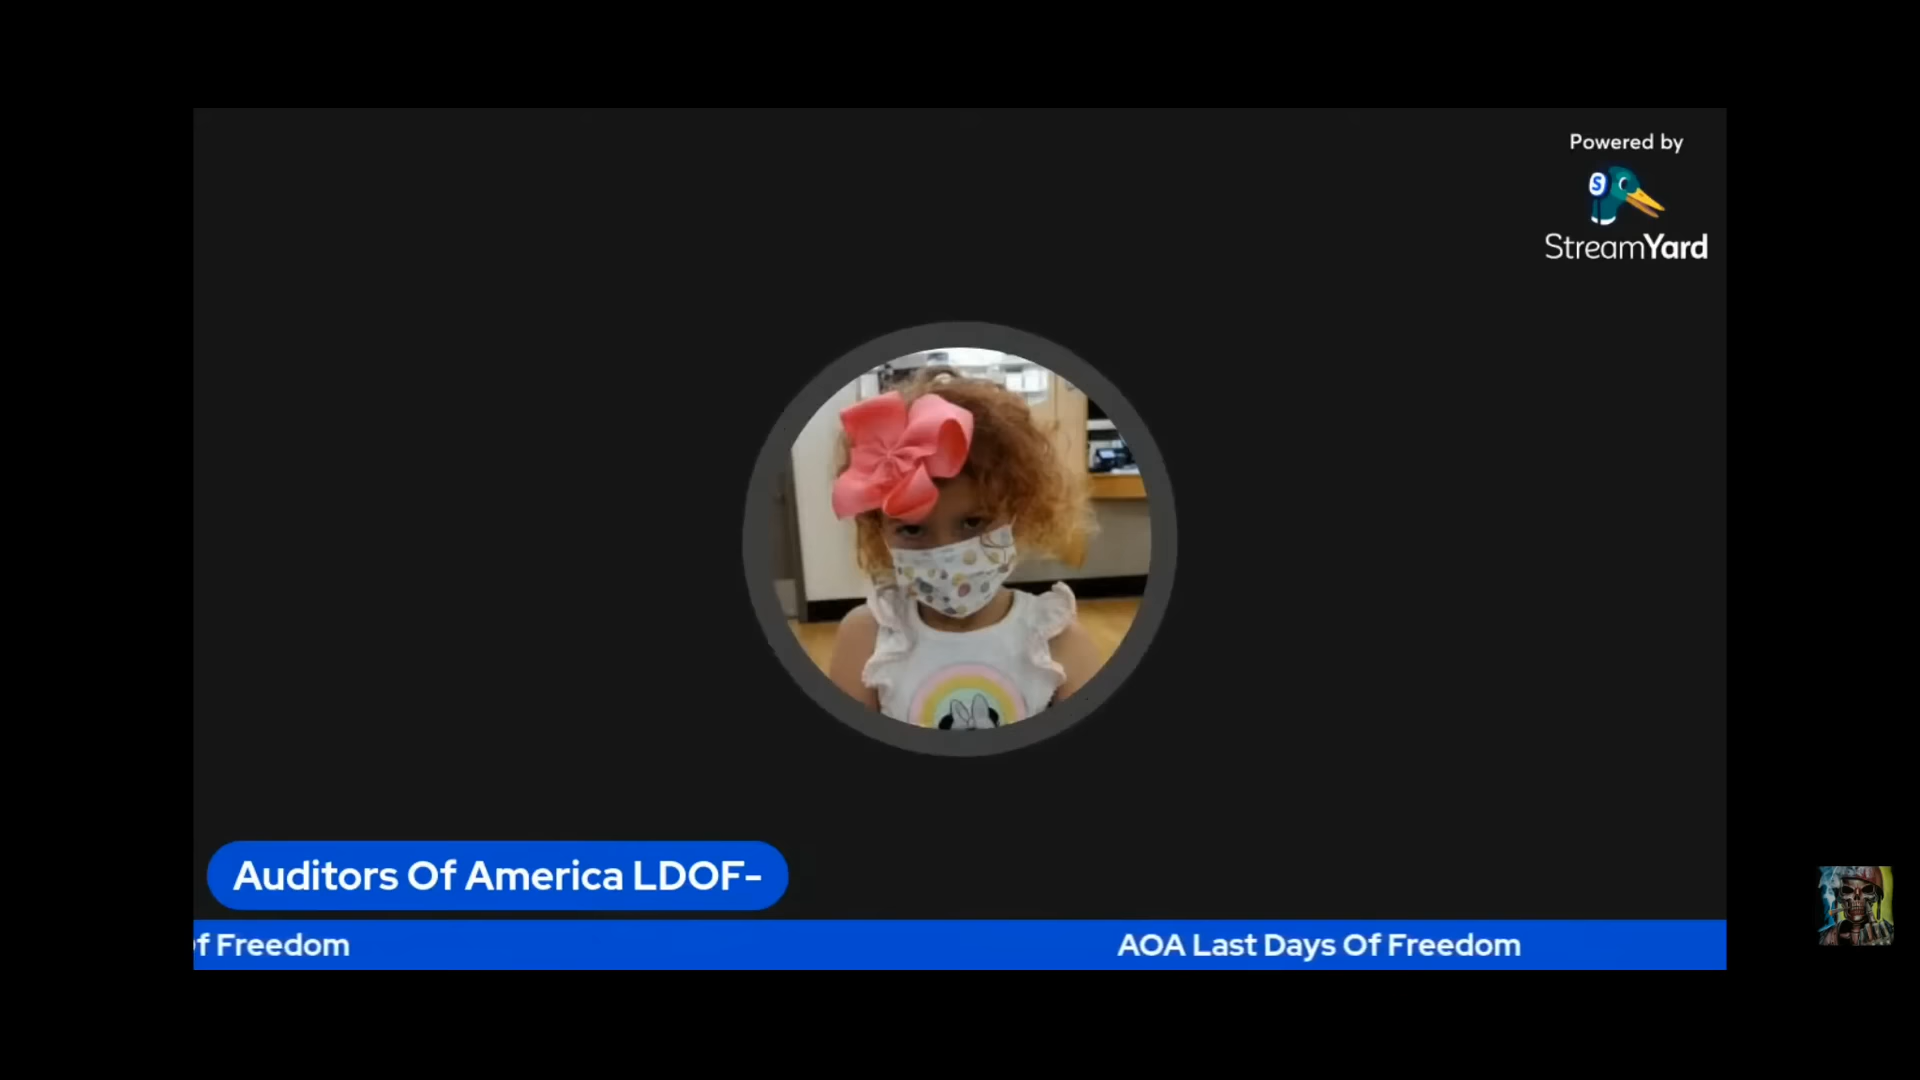 Powered by
S
StreamYard
Auditors Of America LDOF-
f Freedom
AOA Last Days Of Freedom